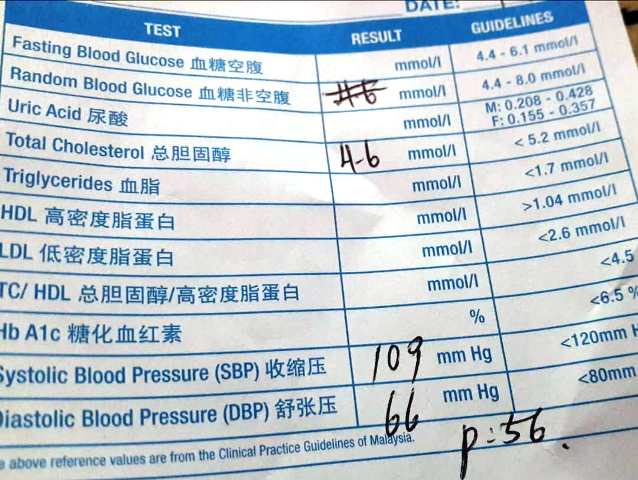 DATE:
TEST RESULT GUIDELINES
Fasting Blood Glucose 血糖空腹 mmol/l 4.4 - 6.1 mmol/l
Random Blood Glucose 血糖非空腹 mmol/l 4.4 - 8.0 mmol/l
Uric Acid 尿酸 mmol/l M: 0.208 - 0.428
F: 0.155 - 0.357
Total Cholesterol 总胆固醇 4-6 mmol/l < 5.2 mmol/l
Triglycerides 血脂 mmol/l <1.7 mmol/l
HDL 高密度脂蛋白 mmol/l >1.04 mmol/l
LDL 低密度脂蛋白 mmol/l <2.6 mmol/l
TC/ HDL 总胆固醇/高密度脂蛋白 mmol/l <4.5
Hb A1c 糖化血红素 % <6.5 %
Systolic Blood Pressure (SBP) 收缩压 109 mm Hg <120mm H
Diastolic Blood Pressure (DBP) 舒张压 66 mm Hg <80mm
e above reference values are from the Clinical Practice Guidelines of Malaysia.
p: 56.